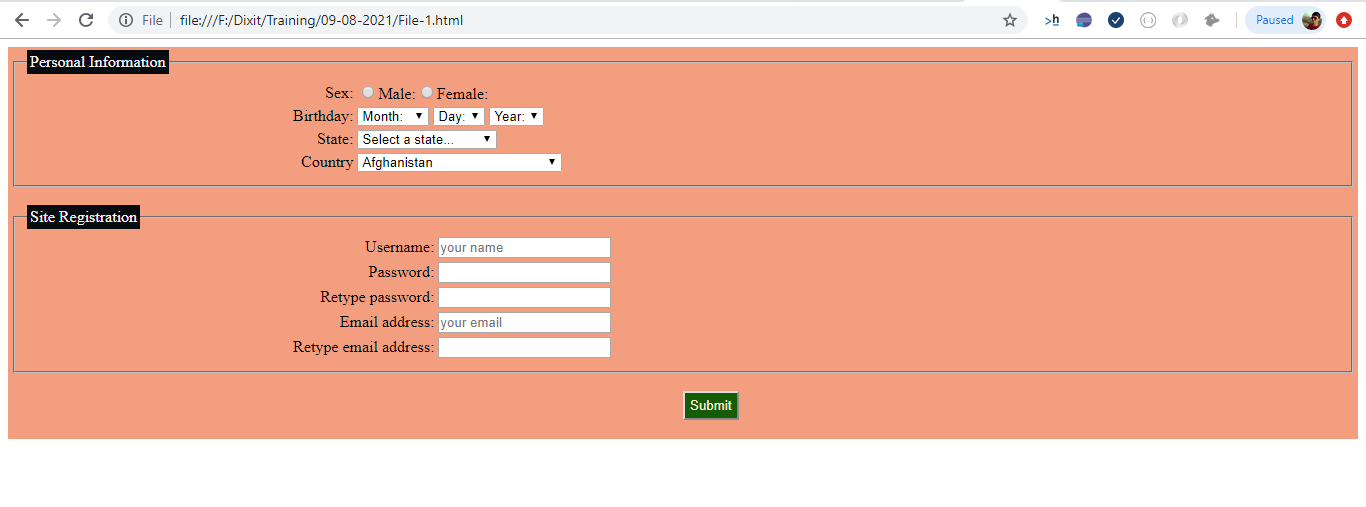 File file:///F:/Dixit/Training/09-08-2021/File-1.html >h Paused
Personal Information
Sex: Male: Female:
Birthday: Month: Day: Year:
State: Select a state...
Country Afghanistan
Site Registration
Username: your name
Password:
Retype password:
Email address: your email
Retype email address:
Submit